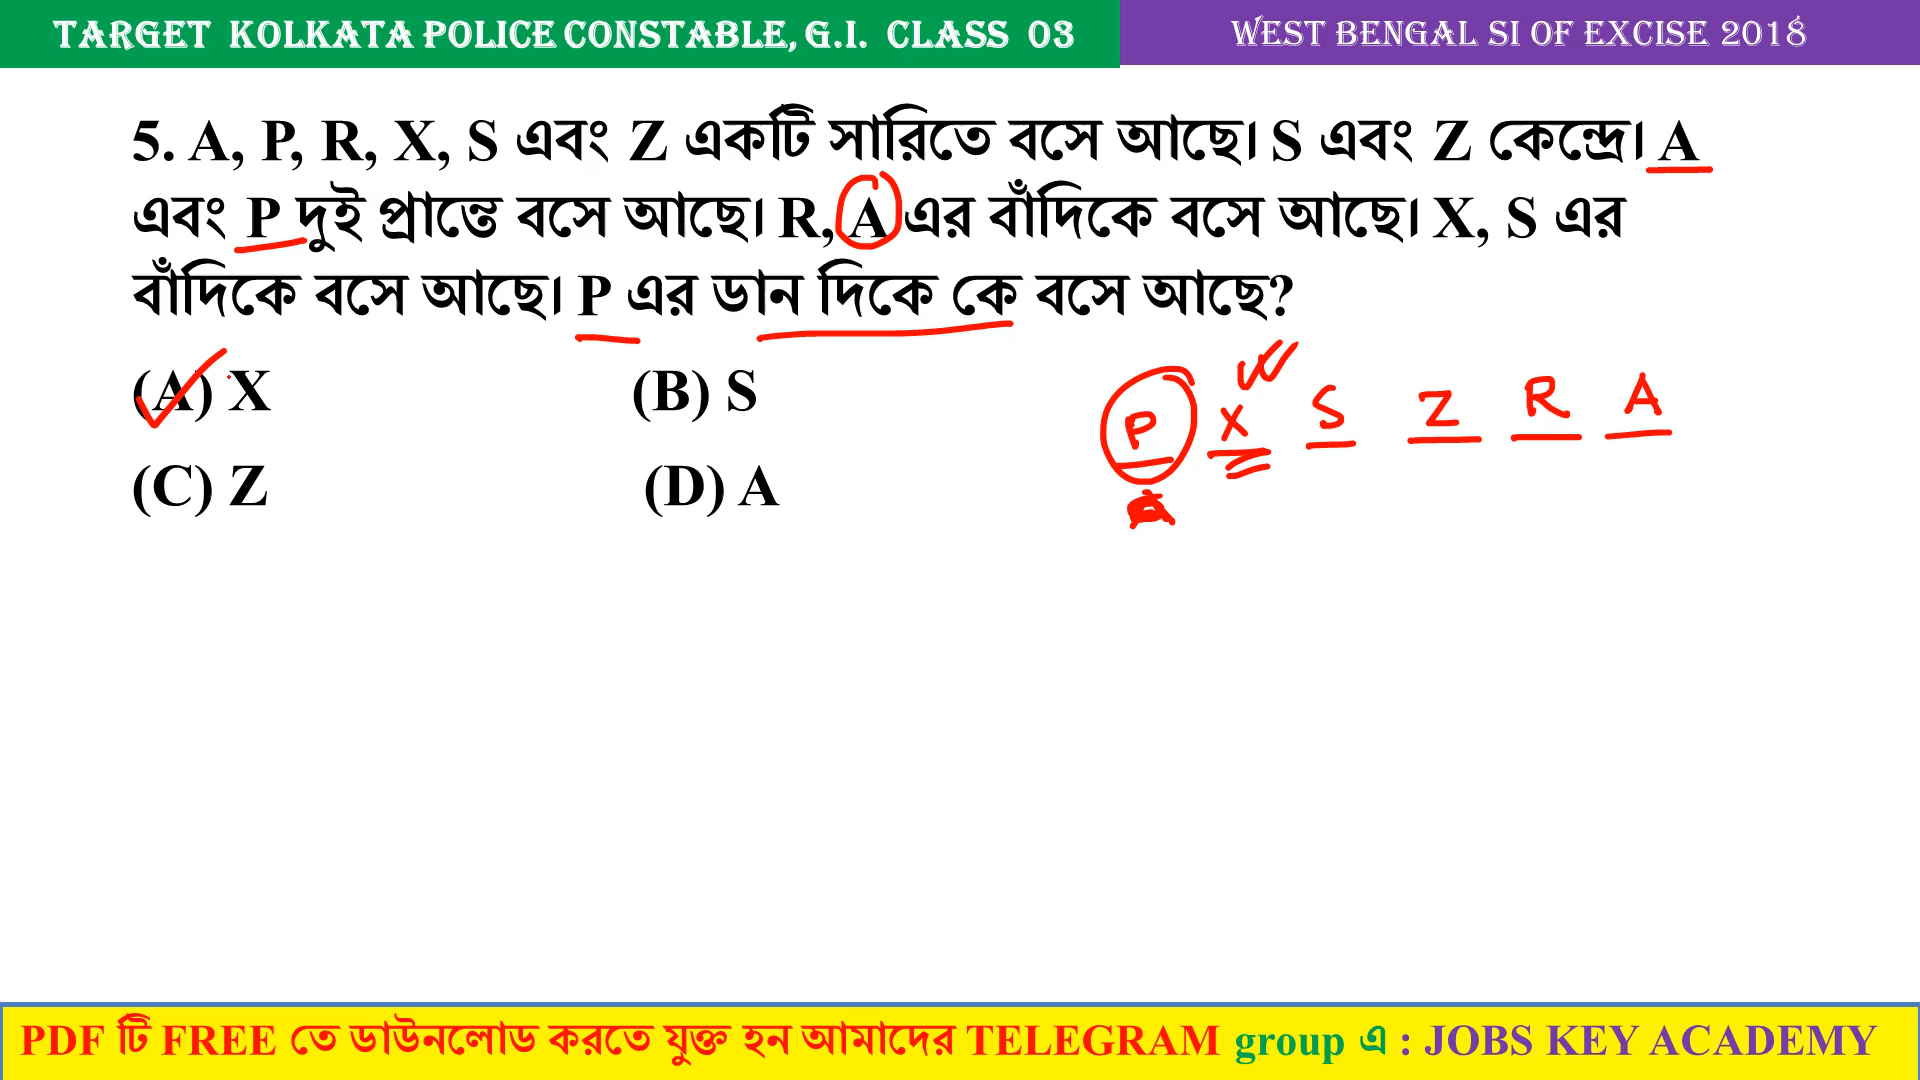 TARGET KOLKATA POLICE CONSTABLE, G.I. CLASS 03
WEST BENGAL SI OF EXCISE 2018
5. A, P, R, X, S এবং Z একটি সারিতে বসে আছে। S এবং Z কেন্দ্রে। A
এবং P দুই প্রান্তে বসে আছে। R, A এর বাঁদিকে বসে আছে। X, S এর
বাঁদিকে বসে আছে। P এর ডান দিকে কে বসে আছে?
(A) X (B) S
(C) Z (D) A
P X S Z R A
PDF টি FREE তে ডাউনলোড করতে যুক্ত হন আমাদের TELEGRAM group এ : JOBS KEY ACADEMY